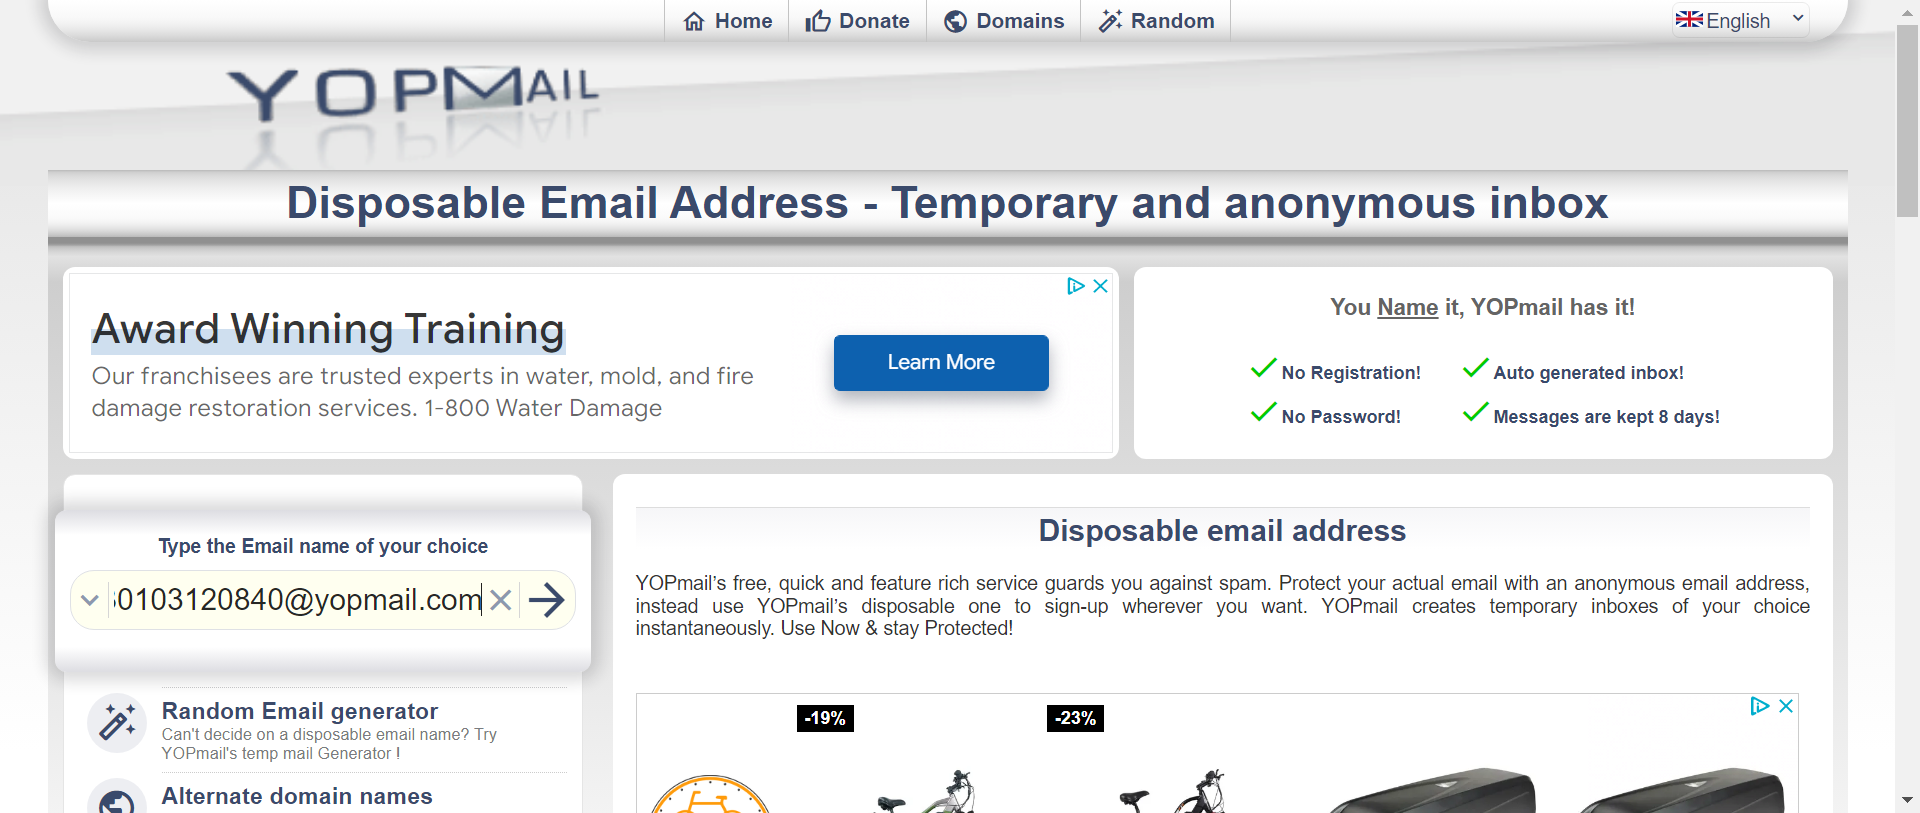 Home
Donate
Domains
Random
English
YOPMAIL
Disposable Email Address - Temporary and anonymous inbox
Award Winning Training
Our franchisees are trusted experts in water, mold, and fire
damage restoration services. 1-800 Water Damage
Learn More
You Name it, YOPmail has it!
No Registration!
Auto generated inbox!
No Password!
Messages are kept 8 days!
Type the Email name of your choice
0103120840@yopmail.com
Random Email generator
Can't decide on a disposable email name? Try
YOPmail's temp mail Generator !
Alternate domain names
Disposable email address
YOPmail’s free, quick and feature rich service guards you against spam. Protect your actual email with an anonymous email address,
instead use YOPmail’s disposable one to sign-up wherever you want. YOPmail creates temporary inboxes of your choice
instantaneously. Use Now & stay Protected!
-19%
-23%